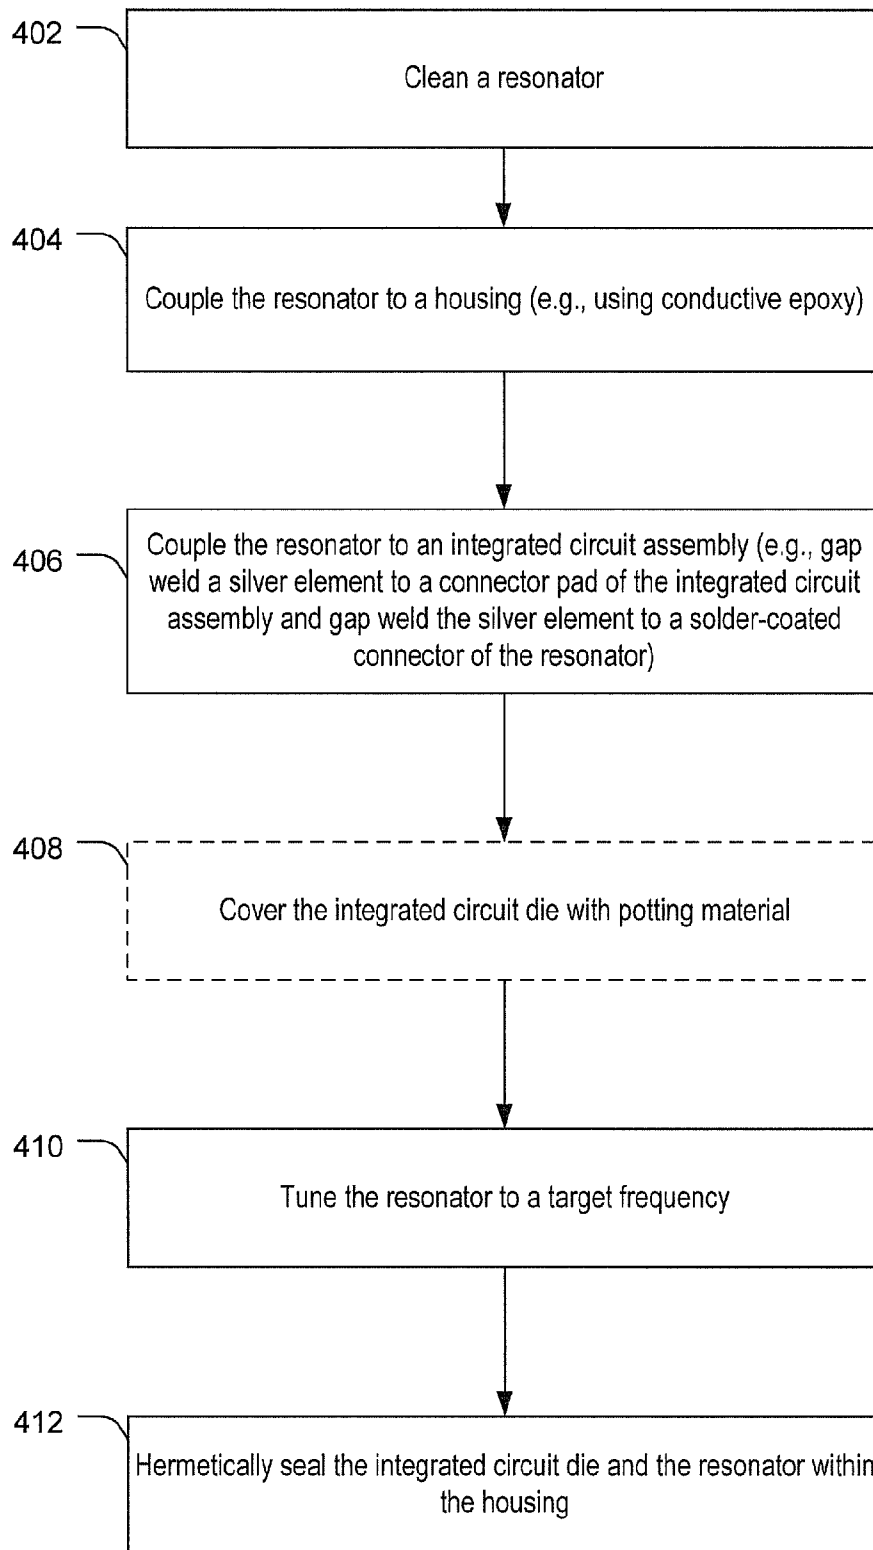 402
Clean a resonator
404
Couple the resonator to a housing (e.g., using conductive epoxy)
406
Couple the resonator to an integrated circuit assembly (e.g., gap
weld a silver element to a connector pad of the integrated circuit
assembly and gap weld the silver element to a solder-coated
connector of the resonator)
408
Cover the integrated circuit die with potting material
410
Tune the resonator to a target frequency
412
Hermetically seal the integrated circuit die and the resonator within
the housing